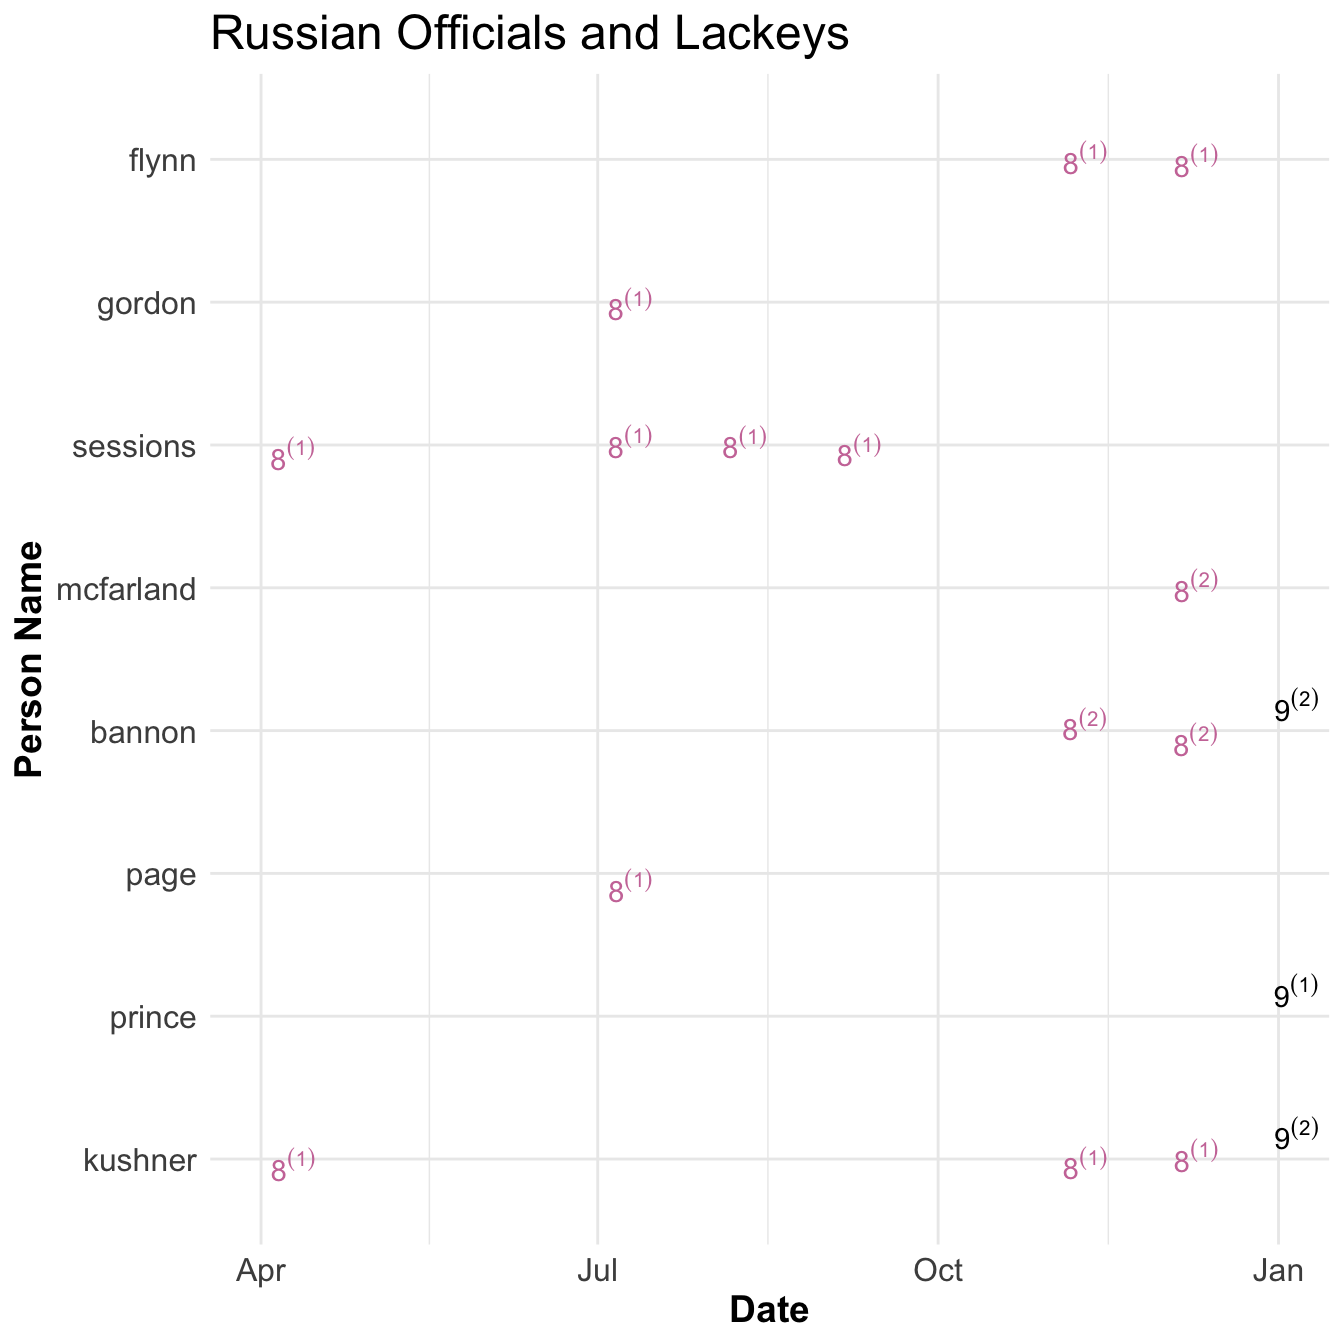 Russian Officials and Lackeys
flynn 8(1) 8(1)
gordon 8(1)
sessions 8(1) 8(1) 8(1) 8(1)
mcfarland 8(2)
bannon 8(2) 8(2) 9(2)
page 8(1)
prince 9(1)
kushner 8(1) 8(1) 8(1) 9(2)
Person Name
Apr Jul Oct Jan
Date